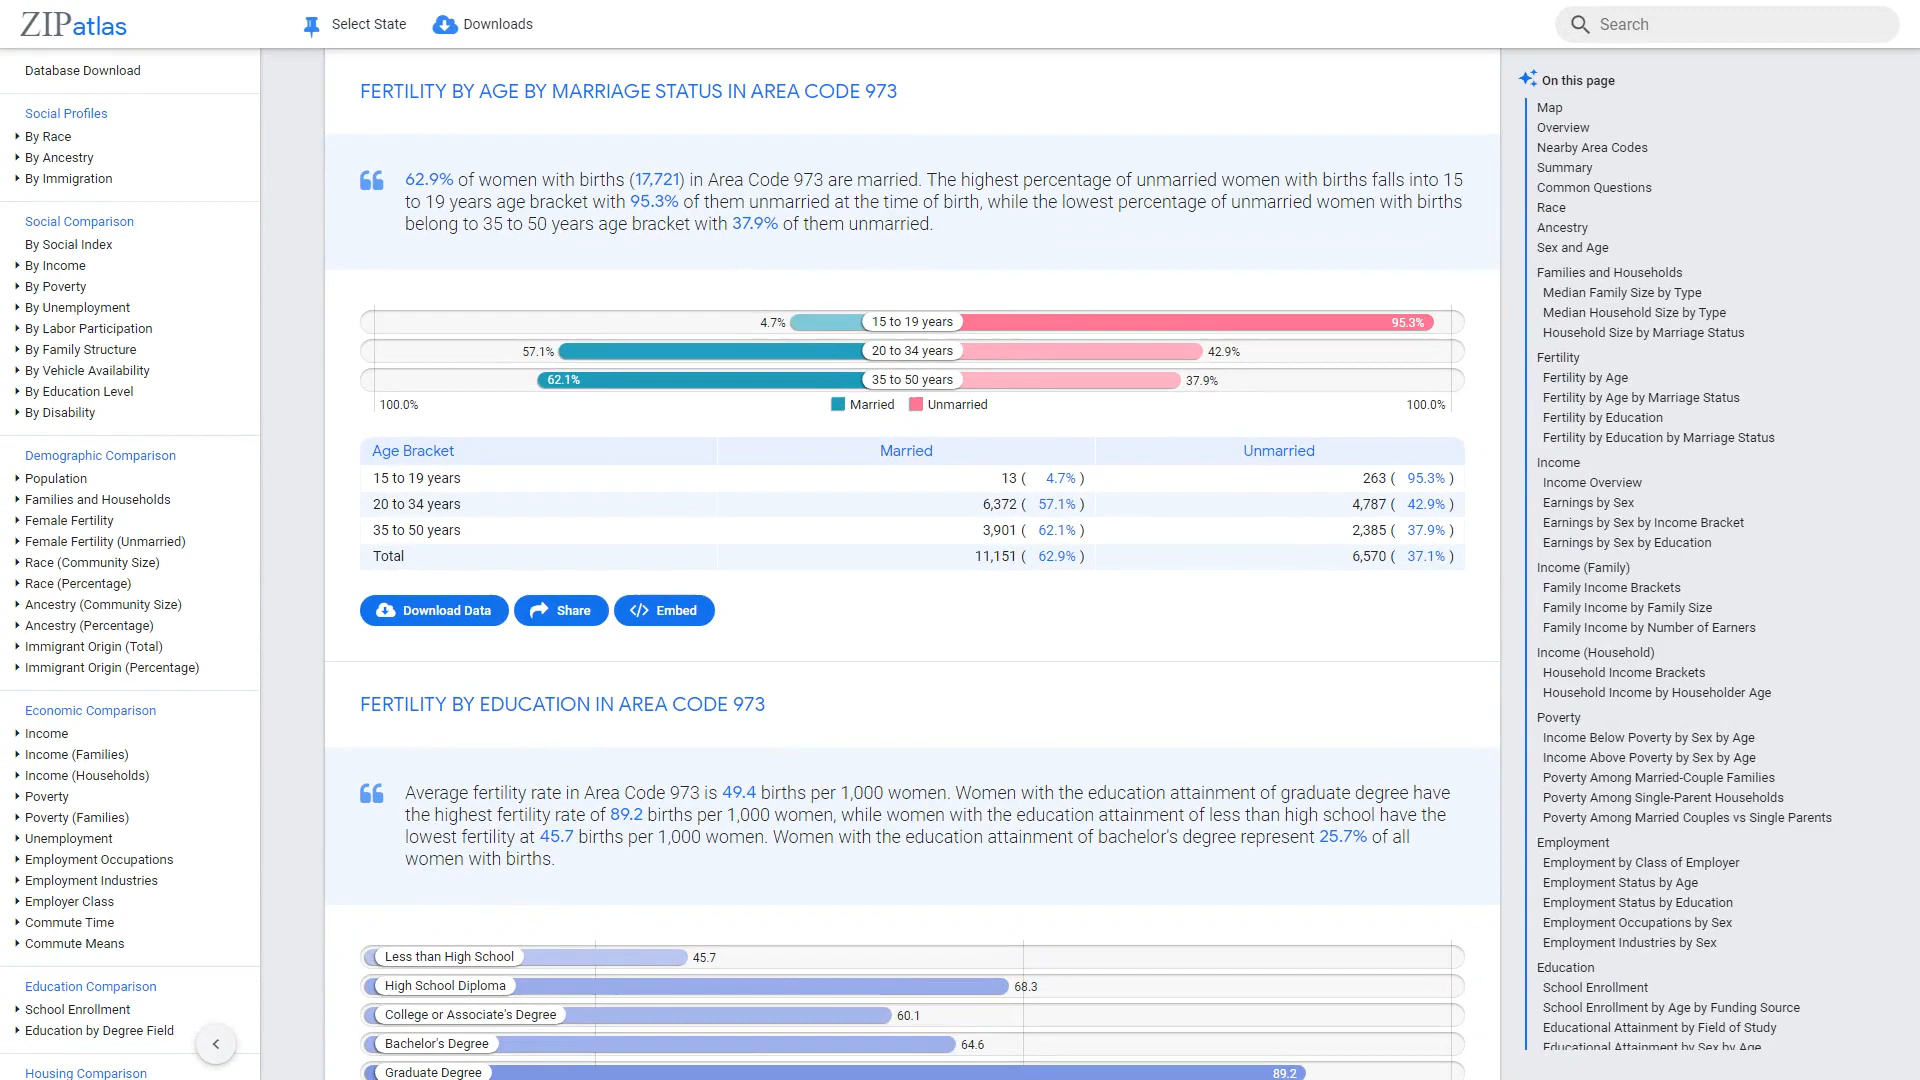 ZIPatlas
Select State
Downloads
Search
Database Download
Social Profiles
By Race
By Ancestry
By Immigration
Social Comparison
By Social Index
By Income
By Poverty
By Unemployment
By Labor Participation
By Family Structure
By Vehicle Availability
By Education Level
By Disability
Demographic Comparison
Population
Families and Households
Female Fertility
Female Fertility (Unmarried)
Race (Community Size)
Race (Percentage)
Ancestry (Community Size)
Ancestry (Percentage)
Immigrant Origin (Total)
Immigrant Origin (Percentage)
Economic Comparison
Income
Income (Families)
Income (Households)
Poverty
Poverty (Families)
Unemployment
Employment Occupations
Employment Industries
Employer Class
Commute Time
Commute Means
Education Comparison
School Enrollment
Education by Degree Field
Housing Comparison
FERTILITY BY AGE BY MARRIAGE STATUS IN AREA CODE 973
62.9% of women with births (17,721) in Area Code 973 are married. The highest percentage of unmarried women with births falls into 15
to 19 years age bracket with 95.3% of them unmarried at the time of birth, while the lowest percentage of unmarried women with births
belong to 35 to 50 years age bracket with 37.9% of them unmarried.
4.7% 15 to 19 years 95.3%
57.1% 20 to 34 years 42.9%
62.1% 35 to 50 years 37.9%
100.0% Married Unmarried 100.0%
Age Bracket Married Unmarried
15 to 19 years 13 ( 4.7% ) 263 ( 95.3% )
20 to 34 years 6,372 ( 57.1% ) 4,787 ( 42.9% )
35 to 50 years 3,901 ( 62.1% ) 2,385 ( 37.9% )
Total 11,151 ( 62.9% ) 6,570 ( 37.1% )
Download Data Share Embed
FERTILITY BY EDUCATION IN AREA CODE 973
Average fertility rate in Area Code 973 is 49.4 births per 1,000 women. Women with the education attainment of graduate degree have
the highest fertility rate of 89.2 births per 1,000 women, while women with the education attainment of less than high school have the
lowest fertility at 45.7 births per 1,000 women. Women with the education attainment of bachelor's degree represent 25.7% of all
women with births.
Less than High School 45.7
High School Diploma 68.3
College or Associate's Degree 60.1
Bachelor's Degree 64.6
Graduate Degree 89.2
On this page
Map
Overview
Nearby Area Codes
Summary
Common Questions
Race
Ancestry
Sex and Age
Families and Households
Median Family Size by Type
Median Household Size by Type
Household Size by Marriage Status
Fertility
Fertility by Age
Fertility by Age by Marriage Status
Fertility by Education
Fertility by Education by Marriage Status
Income
Income Overview
Earnings by Sex
Earnings by Sex by Income Bracket
Earnings by Sex by Education
Income (Family)
Family Income Brackets
Family Income by Family Size
Family Income by Number of Earners
Income (Household)
Household Income Brackets
Household Income by Householder Age
Poverty
Income Below Poverty by Sex by Age
Income Above Poverty by Sex by Age
Poverty Among Married-Couple Families
Poverty Among Single-Parent Households
Poverty Among Married Couples vs Single Parents
Employment
Employment by Class of Employer
Employment Status by Age
Employment Status by Education
Employment Occupations by Sex
Employment Industries by Sex
Education
School Enrollment
School Enrollment by Age by Funding Source
Educational Attainment by Field of Study
Educational Attainment by Sex by Age